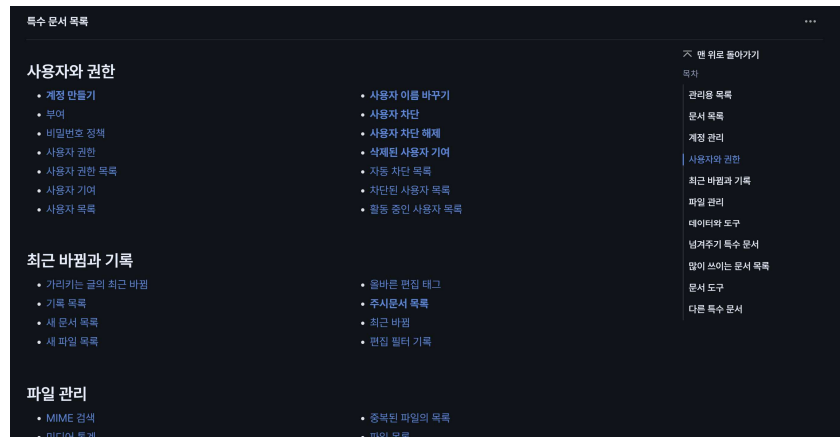 특수 문서 목록
사용자와 권한
계정 만들기
부여
비밀번호 정책
사용자 권한
사용자 권한 목록
사용자 기여
사용자 목록
사용자 이름 바꾸기
사용자 차단
사용자 차단 해제
삭제된 사용자 기여
자동 차단 목록
차단된 사용자 목록
활동 중인 사용자 목록
최근 바뀜과 기록
가리키는 글의 최근 바뀜
기록 목록
새 문서 목록
새 파일 목록
올바른 편집 태그
주시문서 목록
최근 바뀜
편집 필터 기록
파일 관리
MIME 검색
미디어 통계
중복된 파일의 목록
파일 목록
맨 위로 돌아가기
목차
관리용 목록
문서 목록
계정 관리
사용자와 권한
최근 바뀜과 기록
파일 관리
데이터와 도구
넘겨주기 특수 문서
많이 쓰이는 문서 목록
문서 도구
다른 특수 문서